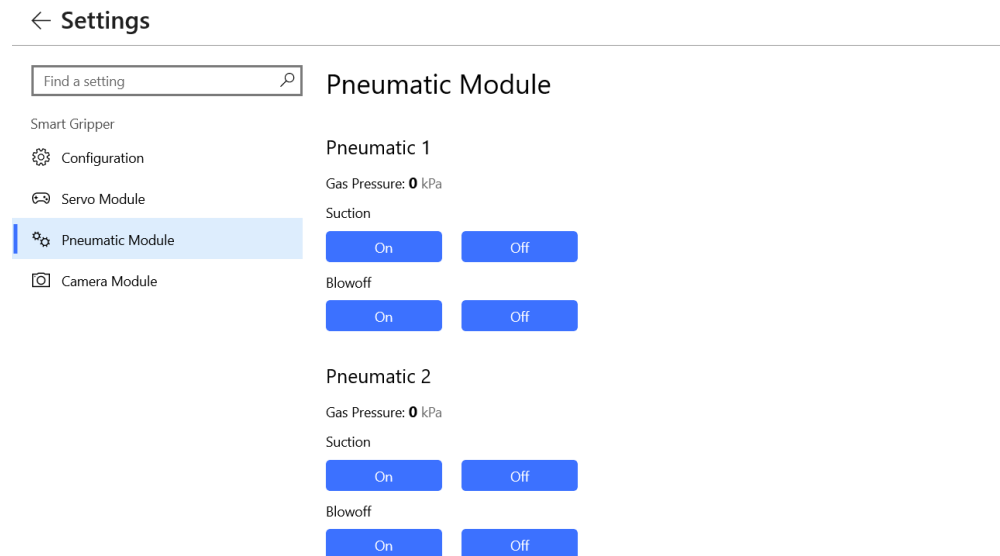 Settings
Find a setting
Smart Gripper
Configuration
Servo Module
Pneumatic Module
Camera Module
Pneumatic Module
Pneumatic 1
Gas Pressure: 0 kPa
Suction
On Off
Blowoff
On Off
Pneumatic 2
Gas Pressure: 0 kPa
Suction
On Off
Blowoff
On Off